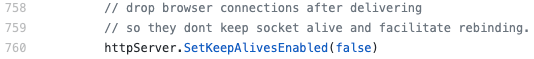 758 // drop browser connections after delivering
759 // so they dont keep socket alive and facilitate rebinding.
760 httpServer.SetKeepAlivesEnabled(false)